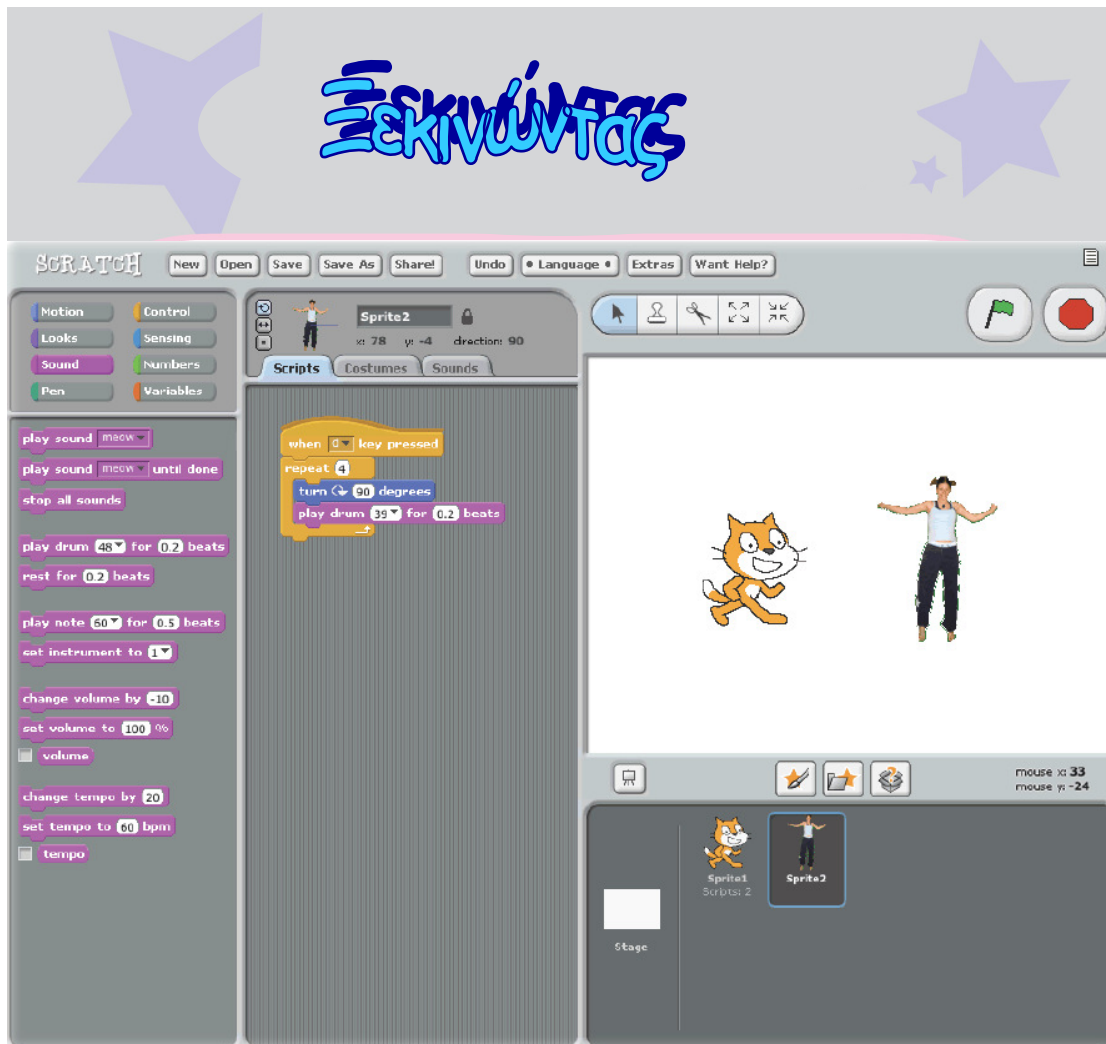 Ξεκινώντας
SCRATCH New Open Save Save As Share! Undo Language Extras Want Help?
Motion Control
Looks Sensing
Sound Numbers
Pen Variables
Sprite2
x: 78 y: -4 direction: 90
Scripts Costumes Sounds
play sound meow
play sound meow until done
stop all sounds
play drum 48 for 0.2 beats
rest for 0.2 beats
play note 60 for 0.5 beats
set instrument to 1
change volume by -10
set volume to 100 %
volume
change tempo by 20
set tempo to 60 bpm
tempo
when key pressed
repeat 4
turn 90 degrees
play drum 39 for 0.2 beats
mouse x: 33
mouse y: -24
Sprite1
Scripts: 2
Sprite2
Stage